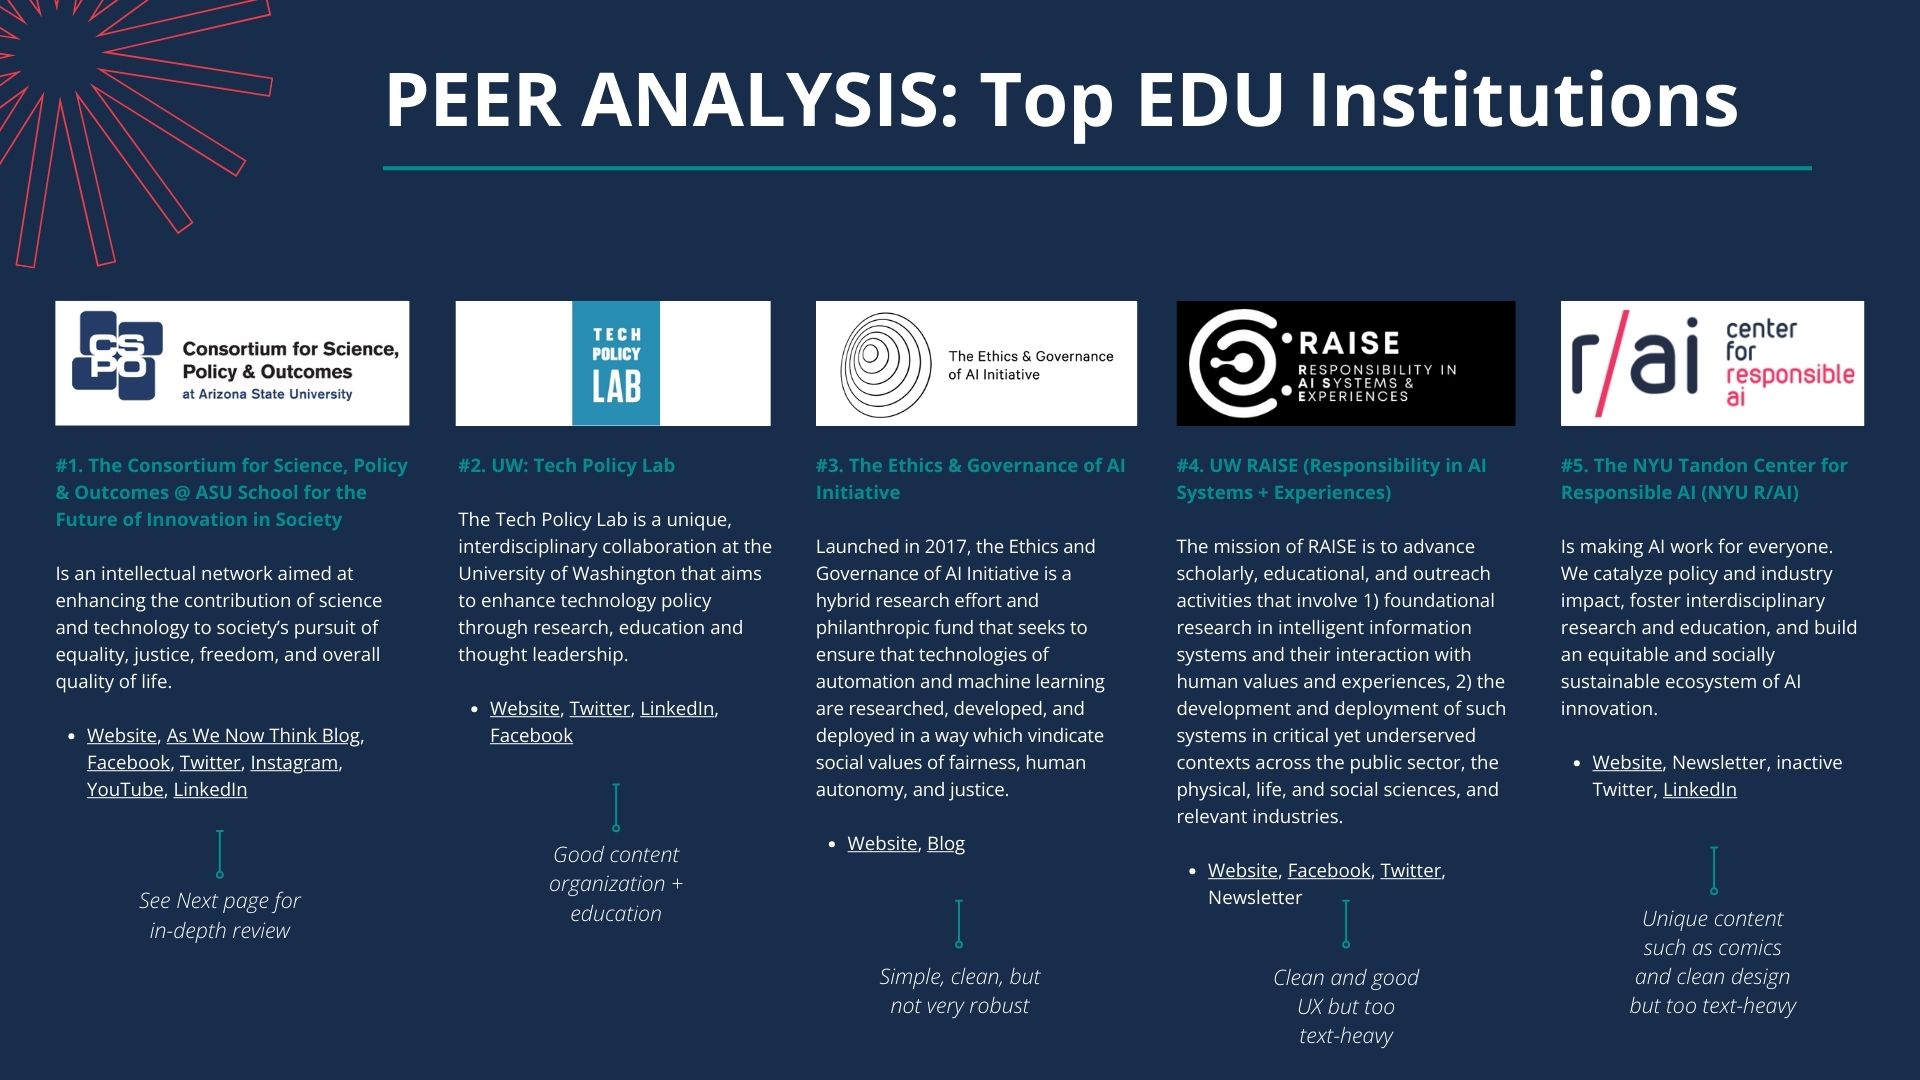 PEER ANALYSIS: Top EDU Institutions
CSPO
Consortium for Science,
Policy & Outcomes
at Arizona State University
#1. The Consortium for Science, Policy
& Outcomes @ ASU School for the
Future of Innovation in Society
Is an intellectual network aimed at
enhancing the contribution of science
and technology to society’s pursuit of
equality, justice, freedom, and overall
quality of life.
• Website, As We Now Think Blog,
Facebook, Twitter, Instagram,
YouTube, LinkedIn
See Next page for
in-depth review
TECH
POLICY
LAB
#2. UW: Tech Policy Lab
The Tech Policy Lab is a unique,
interdisciplinary collaboration at the
University of Washington that aims
to enhance technology policy
through research, education and
thought leadership.
• Website, Twitter, LinkedIn,
Facebook
Good content
organization +
education
The Ethics & Governance
of AI Initiative
#3. The Ethics & Governance of AI
Initiative
Launched in 2017, the Ethics and
Governance of AI Initiative is a
hybrid research effort and
philanthropic fund that seeks to
ensure that technologies of
automation and machine learning
are researched, developed, and
deployed in a way which vindicate
social values of fairness, human
autonomy, and justice.
• Website, Blog
Simple, clean, but
not very robust
RAISE
RESPONSIBILITY IN
AI SYSTEMS &
EXPERIENCES
#4. UW RAISE (Responsibility in AI
Systems + Experiences)
The mission of RAISE is to advance
scholarly, educational, and outreach
activities that involve 1) foundational
research in intelligent information
systems and their interaction with
human values and experiences, 2) the
development and deployment of such
systems in critical yet underserved
contexts across the public sector, the
physical, life, and social sciences, and
relevant industries.
• Website, Facebook, Twitter,
Newsletter
Clean and good
UX but too
text-heavy
r/ai
center
for
responsible
ai
#5. The NYU Tandon Center for
Responsible AI (NYU R/AI)
Is making AI work for everyone.
We catalyze policy and industry
impact, foster interdisciplinary
research and education, and build
an equitable and socially
sustainable ecosystem of AI
innovation.
• Website, Newsletter, inactive
Twitter, LinkedIn
Unique content
such as comics
and clean design
but too text-heavy